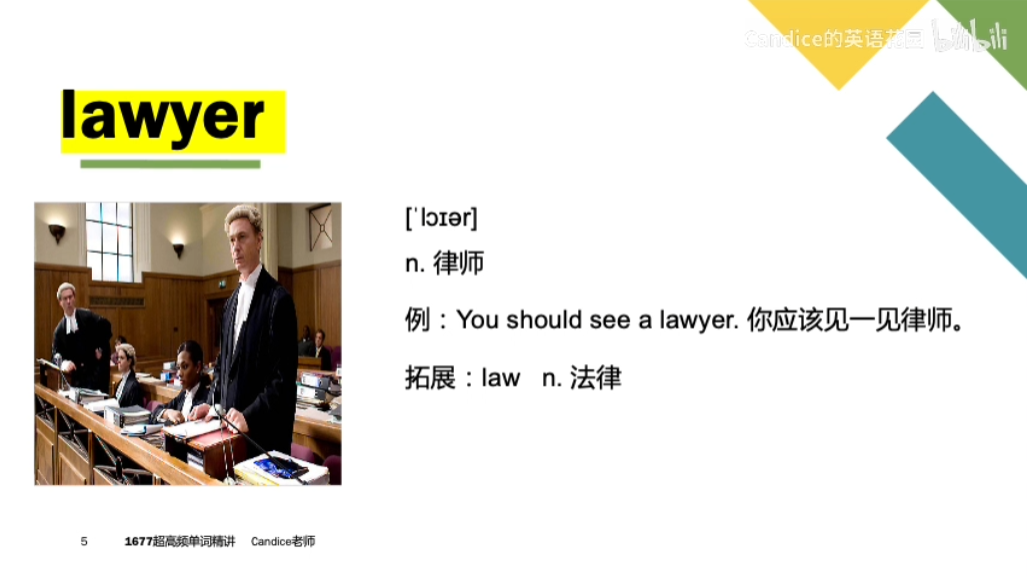 Candice的英语花园 bilibili
lawyer
[ˈlɔɪər]
n. 律师
例：You should see a lawyer. 你应该见一见律师。
拓展：law n. 法律
5 1677超高频单词精讲 Candice老师